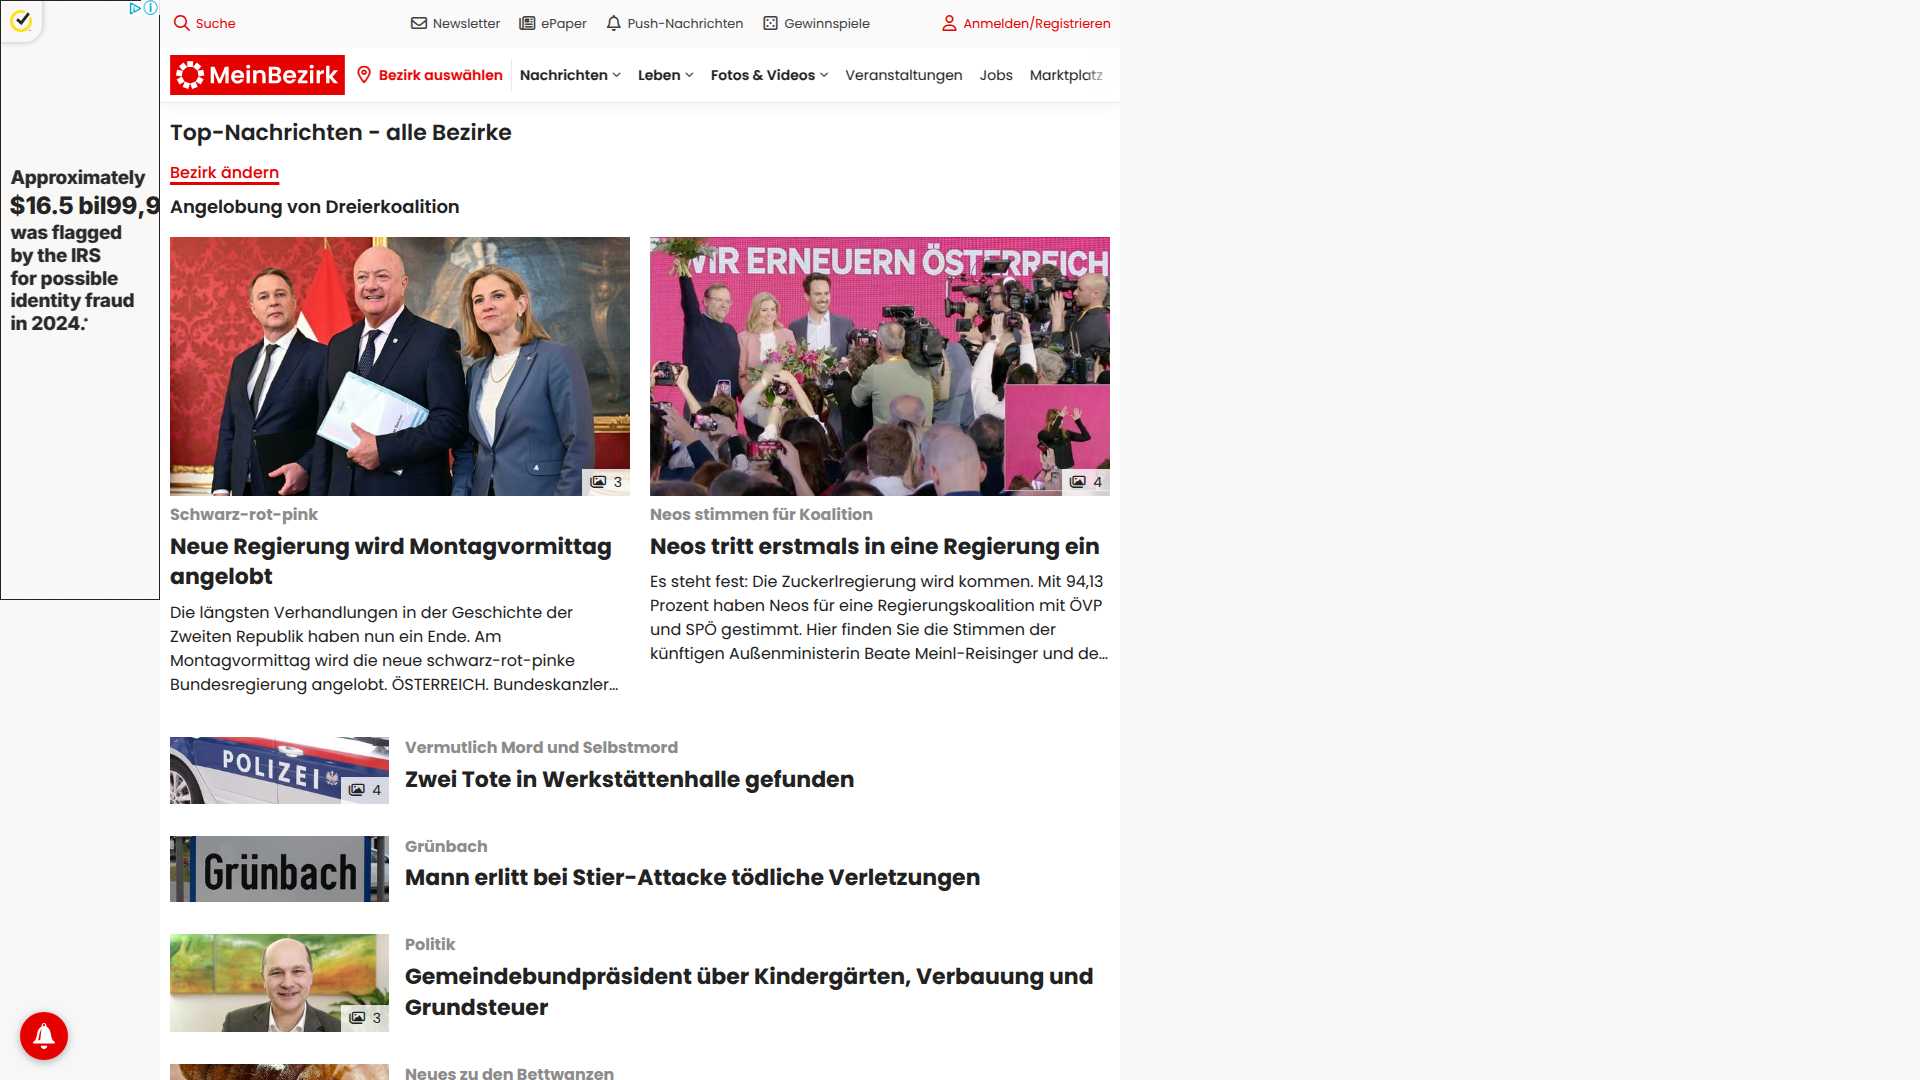 Suche
Newsletter
ePaper
Push-Nachrichten
Gewinnspiele
Anmelden/Registrieren
MeinBezirk
Bezirk auswählen
Nachrichten
Leben
Fotos & Videos
Veranstaltungen
Jobs
Marktplatz
Approximately
$16.5 bil99,9
was flagged
by the IRS
for possible
identity fraud
in 2024.*
Top-Nachrichten - alle Bezirke
Bezirk ändern
Angelobung von Dreierkoalition
3
Schwarz-rot-pink
Neue Regierung wird Montagvormittag
angelobt
Die längsten Verhandlungen in der Geschichte der
Zweiten Republik haben nun ein Ende. Am
Montagvormittag wird die neue schwarz-rot-pinke
Bundesregierung angelobt. ÖSTERREICH. Bundeskanzler...
WIR ERNEUERN ÖSTERREICH
4
Neos stimmen für Koalition
Neos tritt erstmals in eine Regierung ein
Es steht fest: Die Zuckerlregierung wird kommen. Mit 94,13
Prozent haben Neos für eine Regierungskoalition mit ÖVP
und SPÖ gestimmt. Hier finden Sie die Stimmen der
künftigen Außenministerin Beate Meinl-Reisinger und de...
POLIZEI
4
Vermutlich Mord und Selbstmord
Zwei Tote in Werkstättenhalle gefunden
Grünbach
Grünbach
Mann erlitt bei Stier-Attacke tödliche Verletzungen
3
Politik
Gemeindebundpräsident über Kindergärten, Verbauung und
Grundsteuer
Neues zu den Bettwanzen